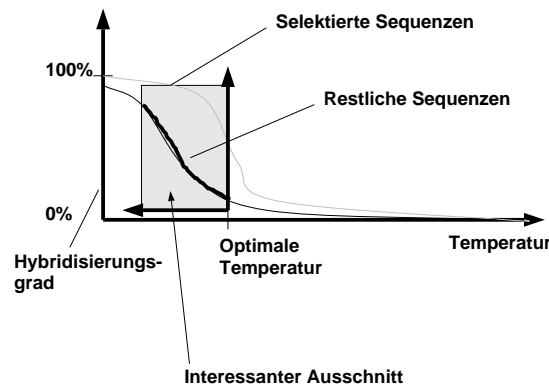 Selektierte Sequenzen
100%
Restliche Sequenzen
0%
Optimale
Temperatur
Temperatur
Hybridisierungs-
grad
Interessanter Ausschnitt